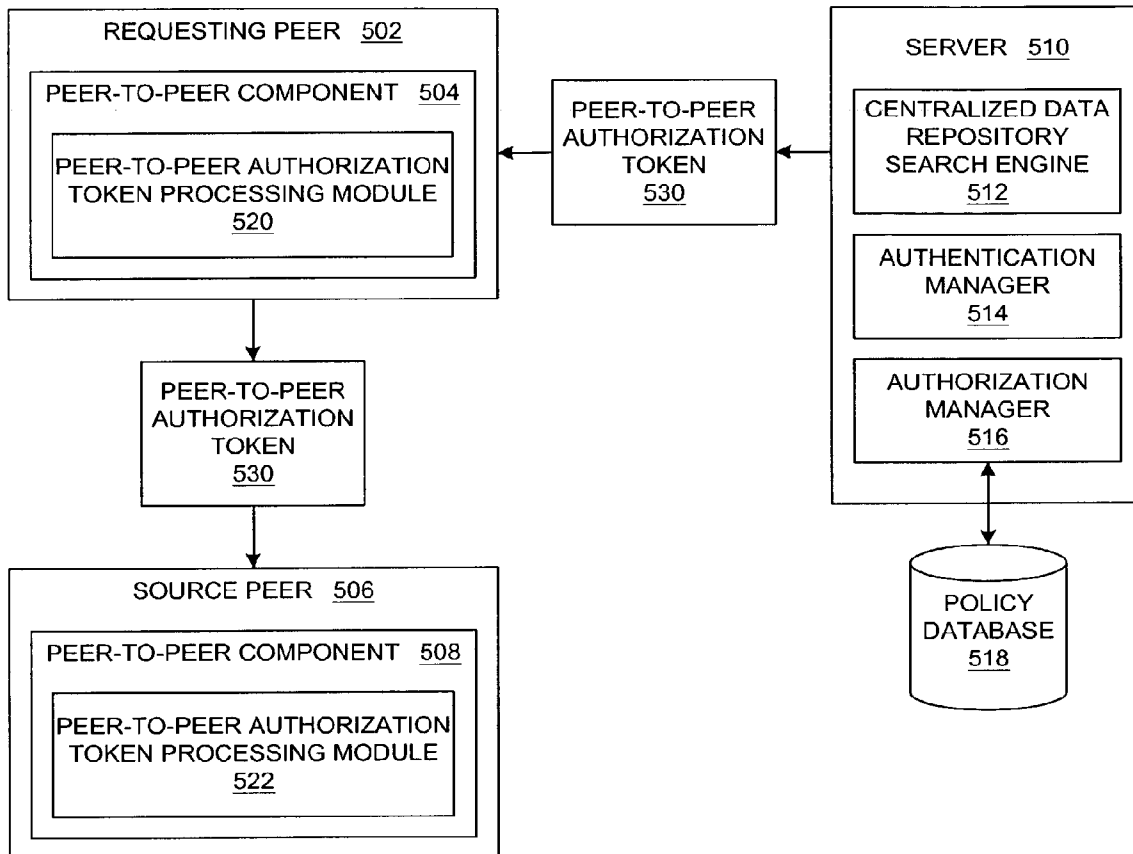 REQUESTING PEER 502
PEER-TO-PEER COMPONENT 504
PEER-TO-PEER AUTHORIZATION
TOKEN PROCESSING MODULE
520
PEER-TO-PEER
AUTHORIZATION
TOKEN
530
SERVER 510
CENTRALIZED DATA
REPOSITORY
SEARCH ENGINE
512
AUTHENTICATION
MANAGER
514
AUTHORIZATION
MANAGER
516
POLICY
DATABASE
518
PEER-TO-PEER
AUTHORIZATION
TOKEN
530
SOURCE PEER 506
PEER-TO-PEER COMPONENT 508
PEER-TO-PEER AUTHORIZATION
TOKEN PROCESSING MODULE
522